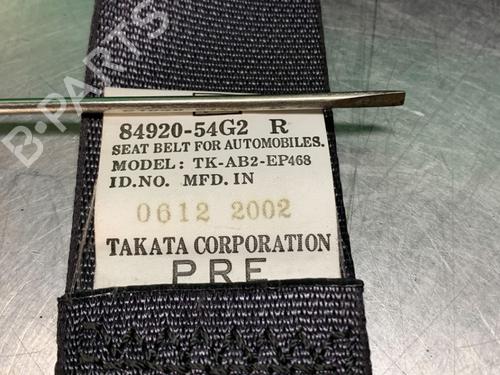 B-PARTS
84920-54G2 R
SEAT BELT FOR AUTOMOBILES.
MODEL: TK-AB2-EP468
ID.NO. MFD. IN
0612 2002
TAKATA CORPORATION
PRE